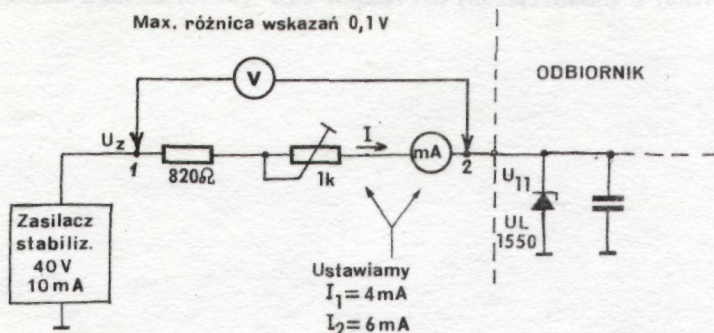 Max. różnica wskazań 0,1V
V
ODBIORNIK
U_z
I
1
820Ω
1k
mA
2
U_11
UL
1550
Zasilacz
stabiliz.
40V
10mA
Ustawiamy
I_1=4mA
I_2=6mA